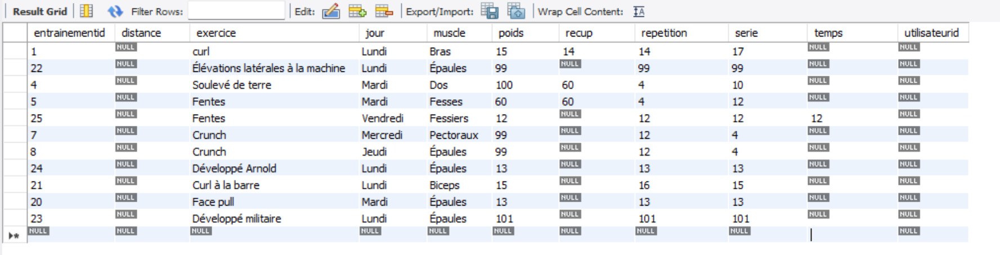 Result Grid Filter Rows: Edit: Export/Import: Wrap Cell Content: IA
entrainementid distance exercice jour muscle poids recup repetition serie temps utilisateurid
1 NULL curl Lundi Bras 15 14 14 17 NULL NULL
22 NULL Élévations latérales à la machine Lundi Épaules 99 NULL 99 99 NULL NULL
4 NULL Soulevé de terre Mardi Dos 100 60 4 10 NULL NULL
5 NULL Fentes Mardi Fesses 60 60 4 12 NULL NULL
25 NULL Fentes Vendredi Fessiers 12 NULL 12 12 12 NULL
7 NULL Crunch Mercredi Pectoraux 99 NULL 12 4 NULL NULL
8 NULL Crunch Jeudi Épaules 99 NULL 12 4 NULL NULL
24 NULL Développé Arnold Lundi Épaules 13 NULL 13 13 NULL NULL
21 NULL Curl à la barre Lundi Biceps 15 NULL 16 15 NULL NULL
20 NULL Face pull Mardi Épaules 13 NULL 13 13 NULL NULL
23 NULL Développé militaire Lundi Épaules 101 NULL 101 101 NULL NULL
NULL NULL NULL NULL NULL NULL NULL NULL NULL NULL